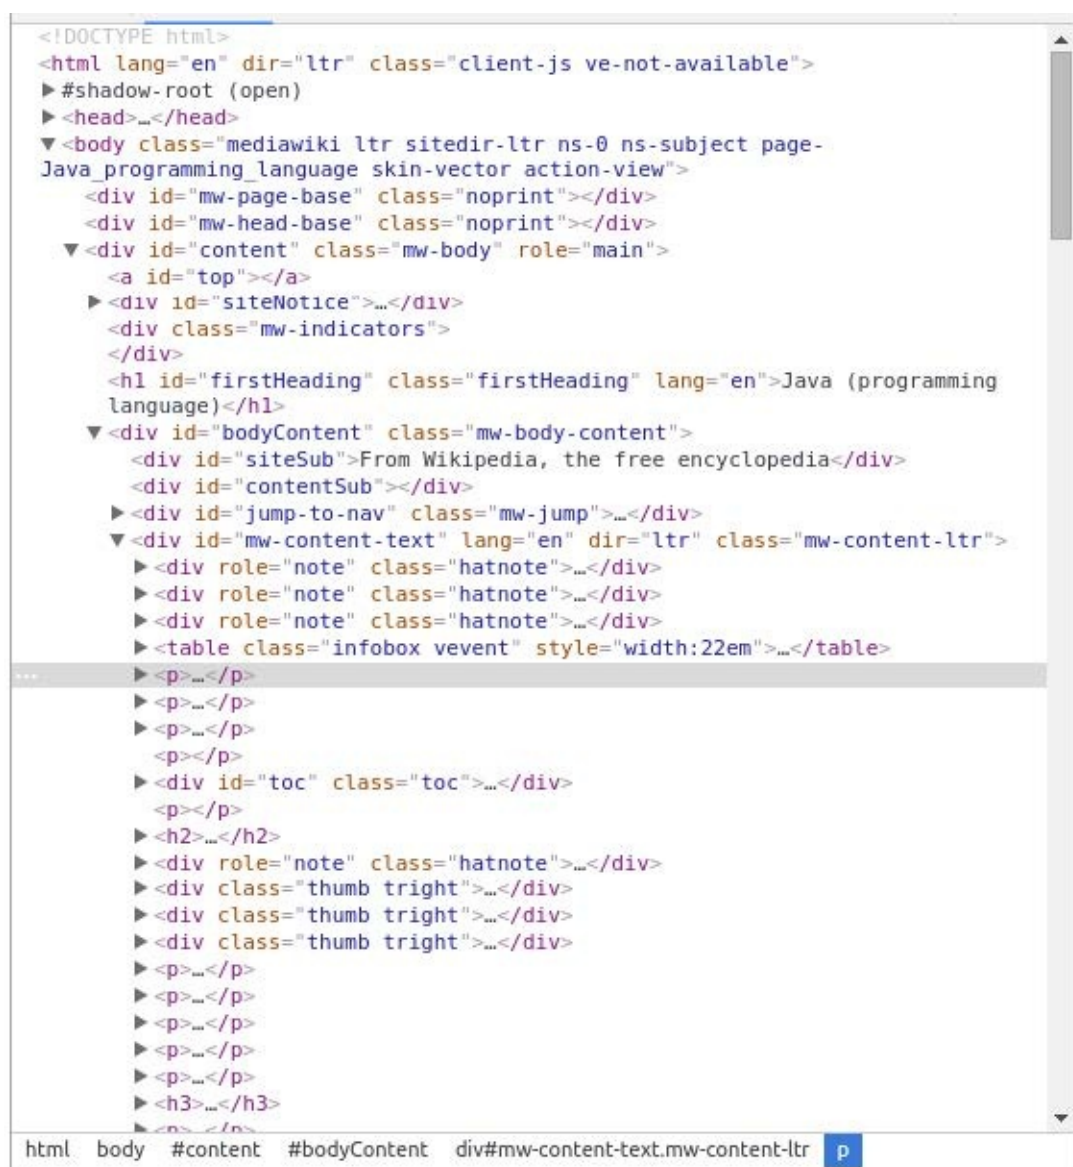 <!DOCTYPE html>
<html lang="en" dir="ltr" class="client-js ve-not-available">
▶#shadow-root (open)
▶<head>…</head>
▼<body class="mediawiki ltr sitedir-ltr ns-0 ns-subject page-
Java_programming_language skin-vector action-view">
<div id="mw-page-base" class="noprint"></div>
<div id="mw-head-base" class="noprint"></div>
▼<div id="content" class="mw-body" role="main">
<a id="top"></a>
▶<div id="siteNotice">…</div>
<div class="mw-indicators">
</div>
<h1 id="firstHeading" class="firstHeading" lang="en">Java (programming
language)</h1>
▼<div id="bodyContent" class="mw-body-content">
<div id="siteSub">From Wikipedia, the free encyclopedia</div>
<div id="contentSub"></div>
▶<div id="jump-to-nav" class="mw-jump">…</div>
▼<div id="mw-content-text" lang="en" dir="ltr" class="mw-content-ltr">
▶<div role="note" class="hatnote">…</div>
▶<div role="note" class="hatnote">…</div>
▶<div role="note" class="hatnote">…</div>
▶<table class="infobox vevent" style="width:22em">…</table>
... ▶<p>…</p>
▶<p>…</p>
▶<p>…</p>
<p></p>
▶<div id="toc" class="toc">…</div>
<p></p>
▶<h2>…</h2>
▶<div role="note" class="hatnote">…</div>
▶<div class="thumb tright">…</div>
▶<div class="thumb tright">…</div>
▶<div class="thumb tright">…</div>
▶<p>…</p>
▶<p>…</p>
▶<p>…</p>
▶<p>…</p>
▶<p>…</p>
▶<h3>…</h3>
html body #content #bodyContent div#mw-content-text.mw-content-ltr p